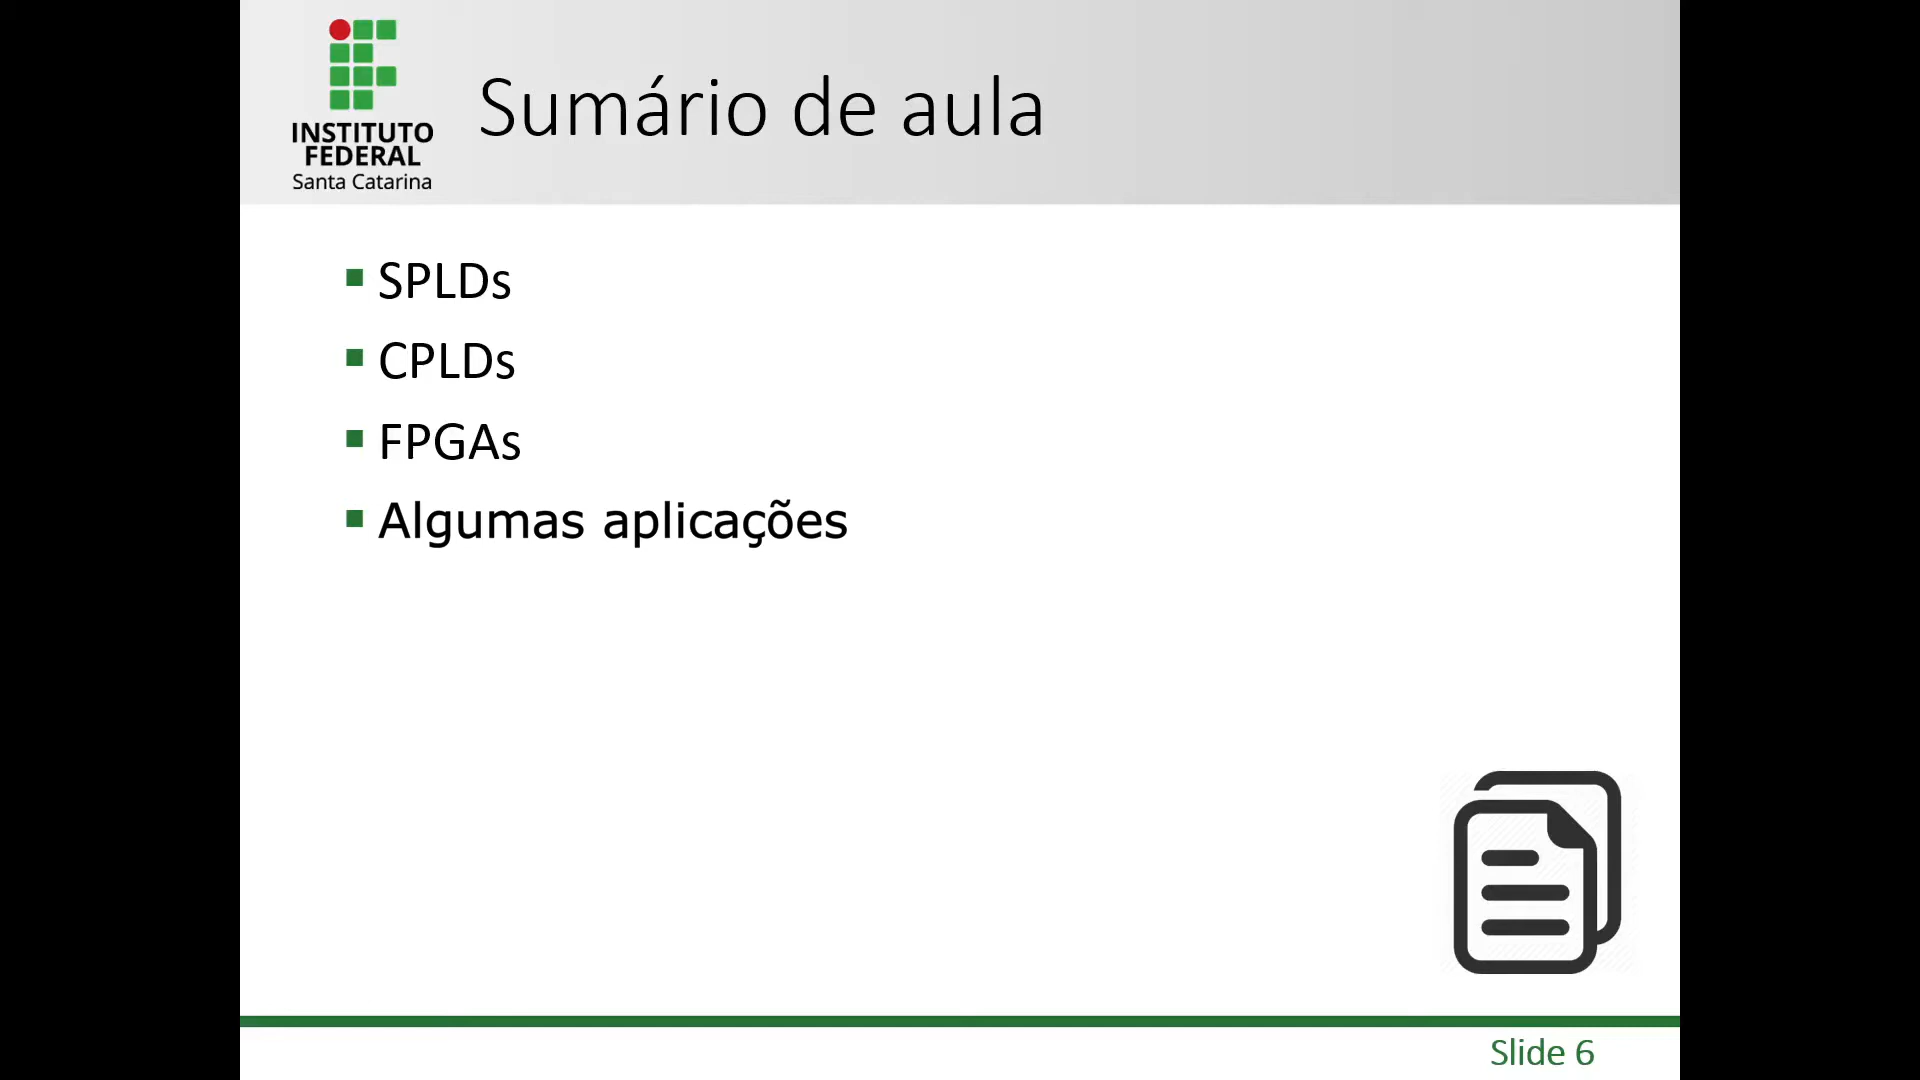 INSTITUTO
FEDERAL
Santa Catarina
Sumário de aula
SPLDs
CPLDs
FPGAs
Algumas aplicações
Slide 6